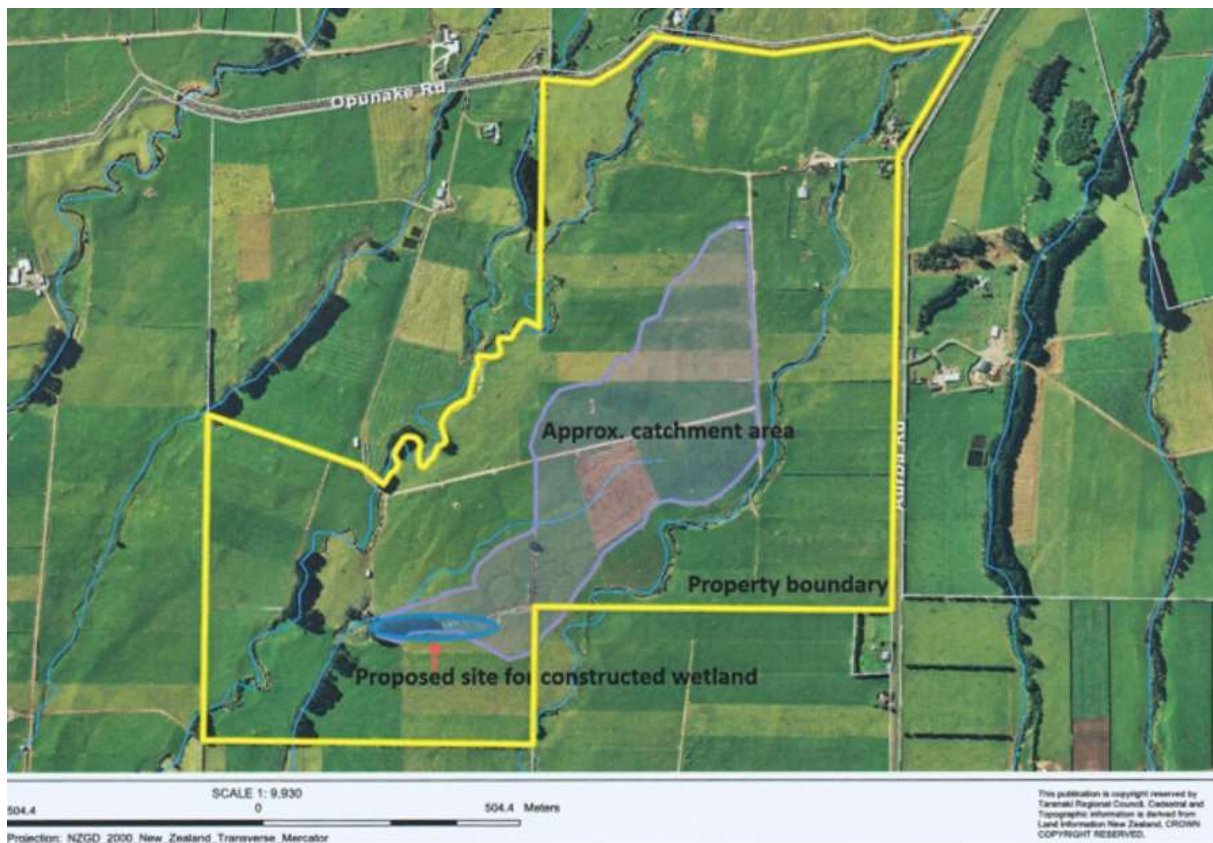 Opunake Rd
Approx. catchment area
Auroa Rd
Property boundary
Proposed site for constructed wetland
SCALE 1: 9,930
504.4 0 504.4 Meters
Projection: NZGD_2000_New_Zealand_Transverse_Mercator
This publication is copyright reserved by
Taranaki Regional Council. Cadastral and
Topographic information is derived from
Land Information New Zealand, CROWN
COPYRIGHT RESERVED.